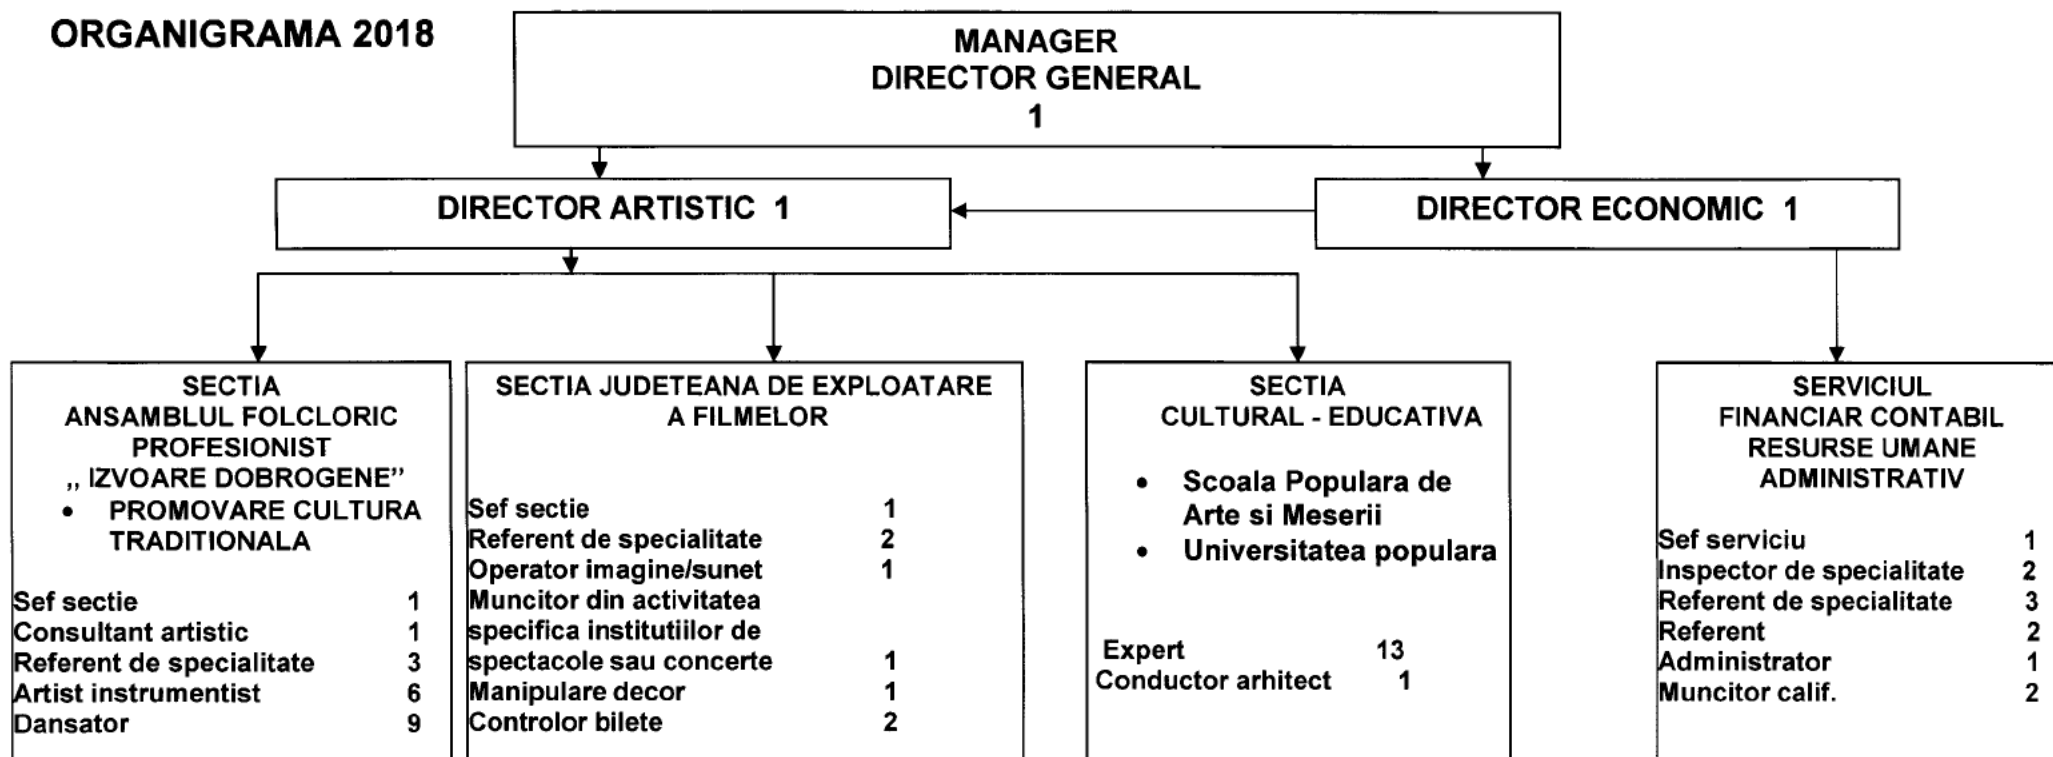 ORGANIGRAMA 2018
MANAGER
DIRECTOR GENERAL
1
DIRECTOR ARTISTIC 1
DIRECTOR ECONOMIC 1
SECTIA
ANSAMBLUL FOLCLORIC
PROFESIONIST
,, IZVOARE DOBROGENE''
• PROMOVARE CULTURA
TRADITIONALA
Sef sectie 1
Consultant artistic 1
Referent de specialitate 3
Artist instrumentist 6
Dansator 9
SECTIA JUDETEANA DE EXPLOATARE
A FILMELOR
Sef sectie 1
Referent de specialitate 2
Operator imagine/sunet 1
Muncitor din activitatea
specifica institutiilor de
spectacole sau concerte 1
Manipulare decor 1
Controlor bilete 2
SECTIA
CULTURAL - EDUCATIVA
• Scoala Populara de
Arte si Meserii
• Universitatea populara
Expert 13
Conductor arhitect 1
SERVICIUL
FINANCIAR CONTABIL
RESURSE UMANE
ADMINISTRATIV
Sef serviciu 1
Inspector de specialitate 2
Referent de specialitate 3
Referent 2
Administrator 1
Muncitor calif. 2